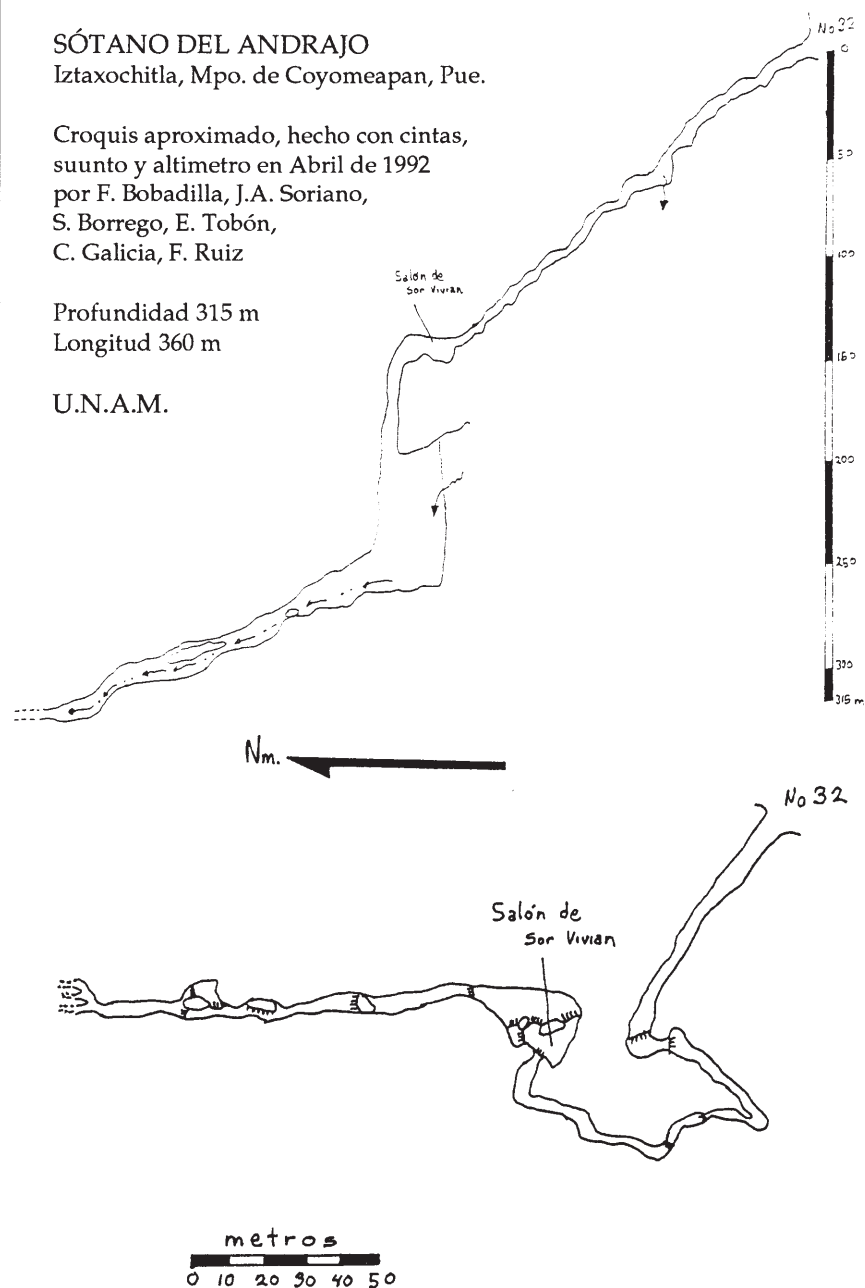 SÓTANO DEL ANDRAJO
Iztaxochitla, Mpo. de Coyomeapan, Pue.
Croquis aproximado, hecho con cintas,
suunto y altimetro en Abril de 1992
por F. Bobadilla, J.A. Soriano,
S. Borrego, E. Tobón,
C. Galicia, F. Ruiz
Profundidad 315 m
Longitud 360 m
U.N.A.M.
No 32
0
50
100
150
200
250
300
315 m
Salón de
Sor Vivian
Nm.
No 32
Salón de
Sor Vivian
metros
0 10 20 30 40 50